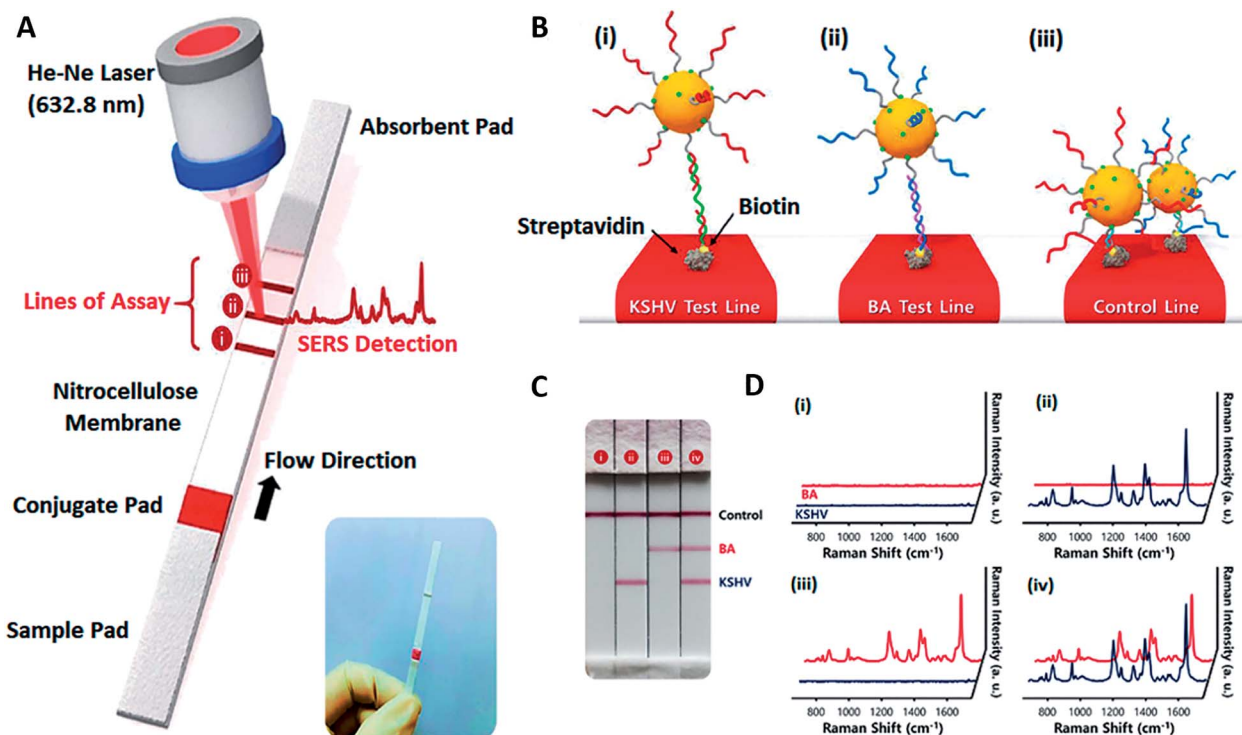 A
He-Ne Laser
(632.8 nm)
Absorbent Pad
Lines of Assay
iii
ii
i
SERS Detection
Nitrocellulose
Membrane
Flow Direction
Conjugate Pad
Sample Pad
B
(i)
(ii)
(iii)
Streptavidin
Biotin
KSHV Test Line
BA Test Line
Control Line
C
i
ii
iii
iv
Control
BA
KSHV
D
(i)
BA
KSHV
800 1000 1200 1400 1600
Raman Shift (cm-1)
Raman Intensity (a. u.)
(ii)
800 1000 1200 1400 1600
Raman Shift (cm-1)
Raman Intensity (a. u.)
(iii)
800 1000 1200 1400 1600
Raman Shift (cm-1)
Raman Intensity (a. u.)
(iv)
800 1000 1200 1400 1600
Raman Shift (cm-1)
Raman Intensity (a. u.)